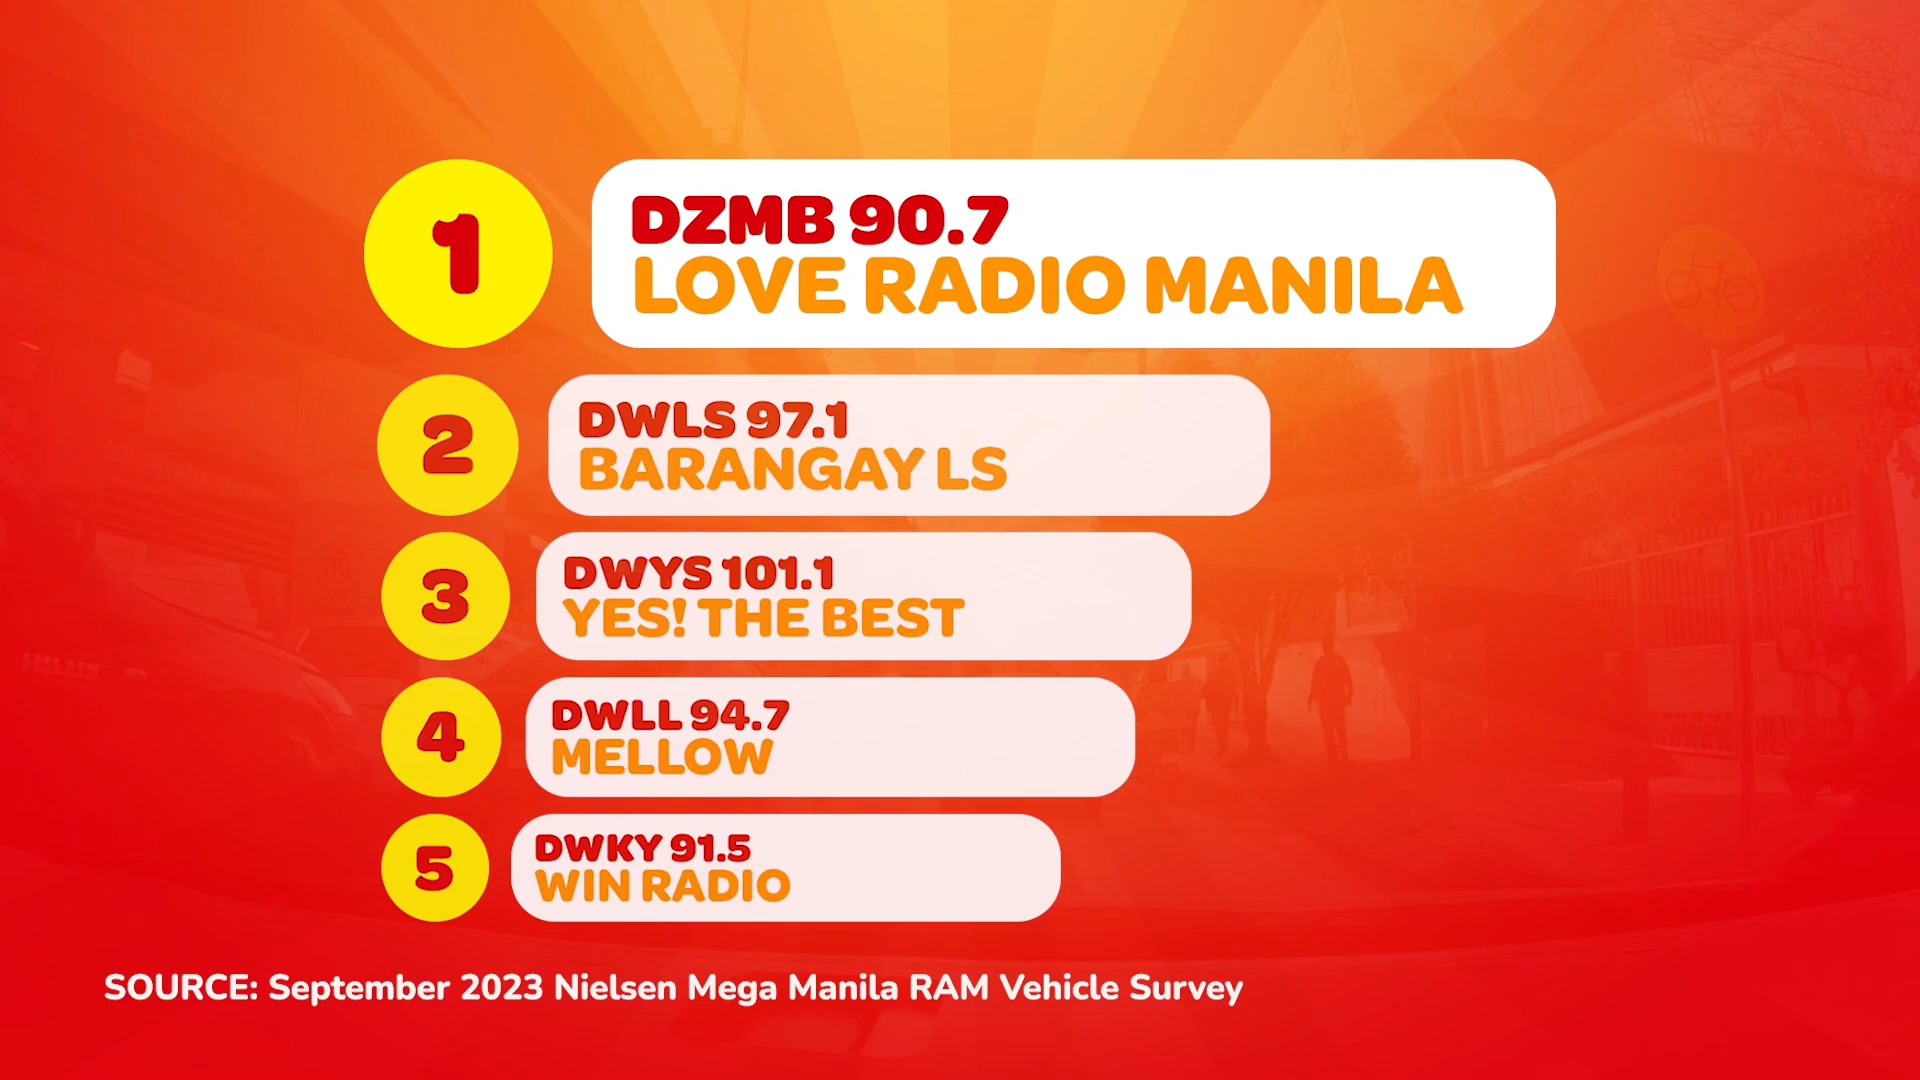 1
DZMB 90.7
LOVE RADIO MANILA
2
DWLS 97.1
BARANGAY LS
3
DWYS 101.1
YES! THE BEST
4
DWLL 94.7
MELLOW
5
DWKY 91.5
WIN RADIO
SOURCE: September 2023 Nielsen Mega Manila RAM Vehicle Survey